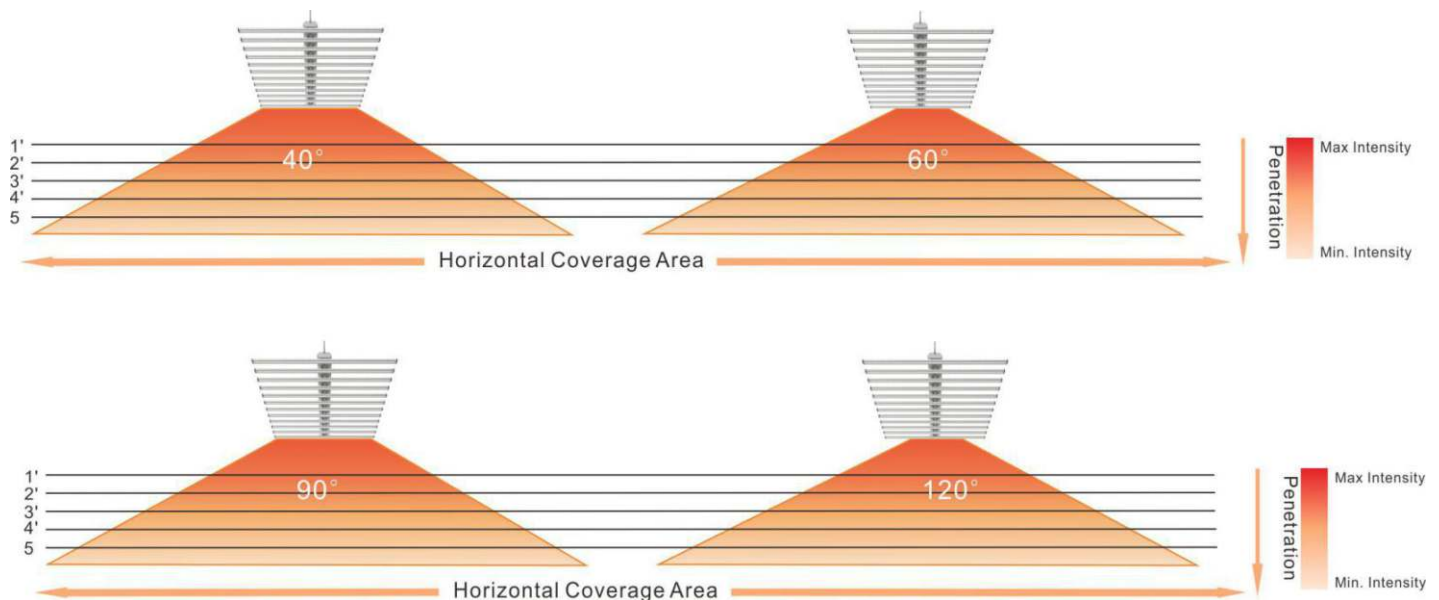 1'
2'
3'
4'
5
40°
60°
Penetration
Max Intensity
Min. Intensity
Horizontal Coverage Area
1'
2'
3'
4'
5
90°
120°
Penetration
Max Intensity
Min. Intensity
Horizontal Coverage Area